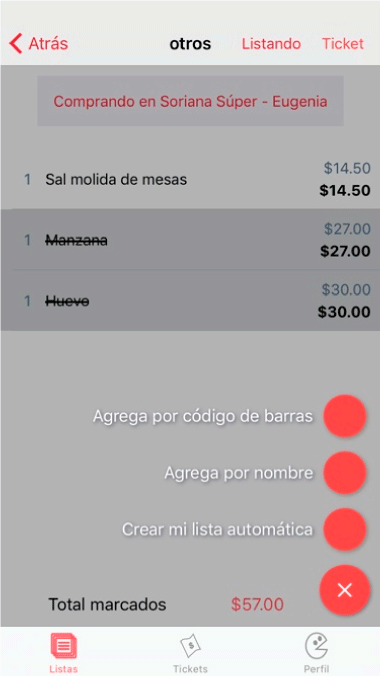 Atrás otros Listando Ticket
Comprando en Soriana Súper - Eugenia
$14.50
1 Sal molida de mesas
$14.50
$27.00
1 Manzana
$27.00
$30.00
1 Huevo
$30.00
Agrega por código de barras
Agrega por nombre
Crear mi lista automática
Total marcados $57.00
Listas Tickets Perfil